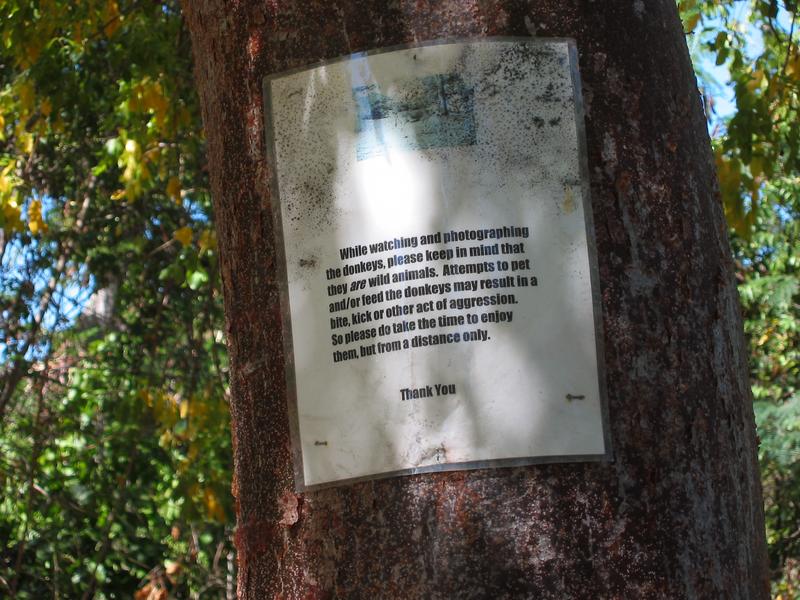 While watching and photographing
the donkeys, please keep in mind that
they are wild animals. Attempts to pet
and/or feed the donkeys may result in a
bite, kick or other act of aggression.
So please do take the time to enjoy
them, but from a distance only.
Thank You